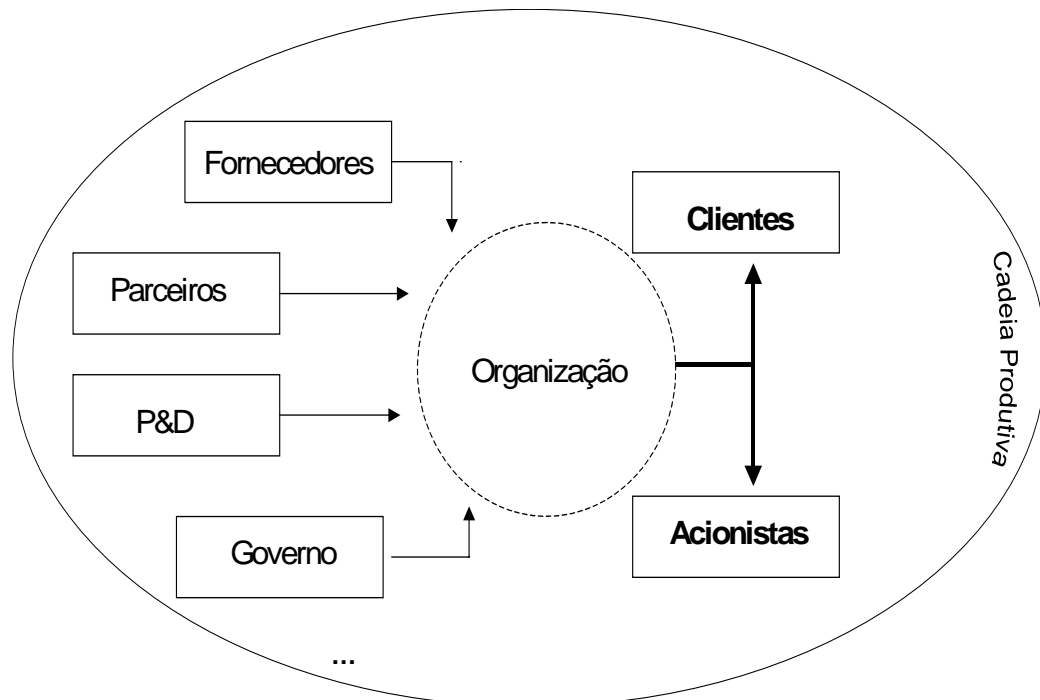 Fornecedores
Clientes
Parceiros
Organização
P&D
Governo
Acionistas
...
Cadeia Produtiva